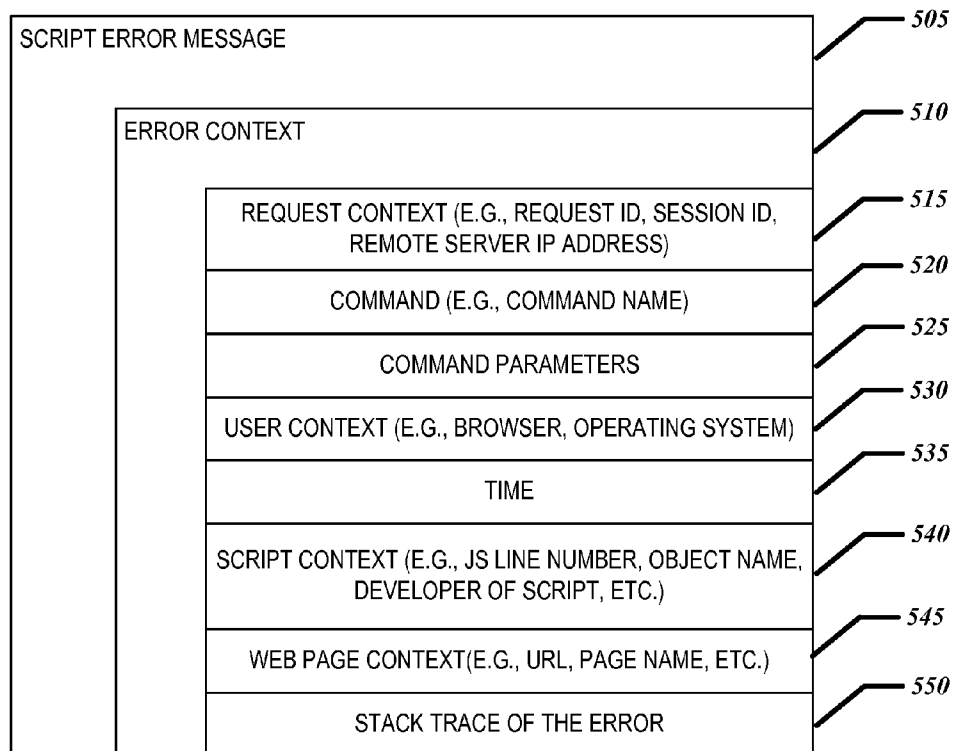 505
SCRIPT ERROR MESSAGE
510
ERROR CONTEXT
515
REQUEST CONTEXT (E.G., REQUEST ID, SESSION ID,
REMOTE SERVER IP ADDRESS)
520
COMMAND (E.G., COMMAND NAME)
525
COMMAND PARAMETERS
530
USER CONTEXT (E.G., BROWSER, OPERATING SYSTEM)
535
TIME
540
SCRIPT CONTEXT (E.G., JS LINE NUMBER, OBJECT NAME,
DEVELOPER OF SCRIPT, ETC.)
545
WEB PAGE CONTEXT(E.G., URL, PAGE NAME, ETC.)
550
STACK TRACE OF THE ERROR